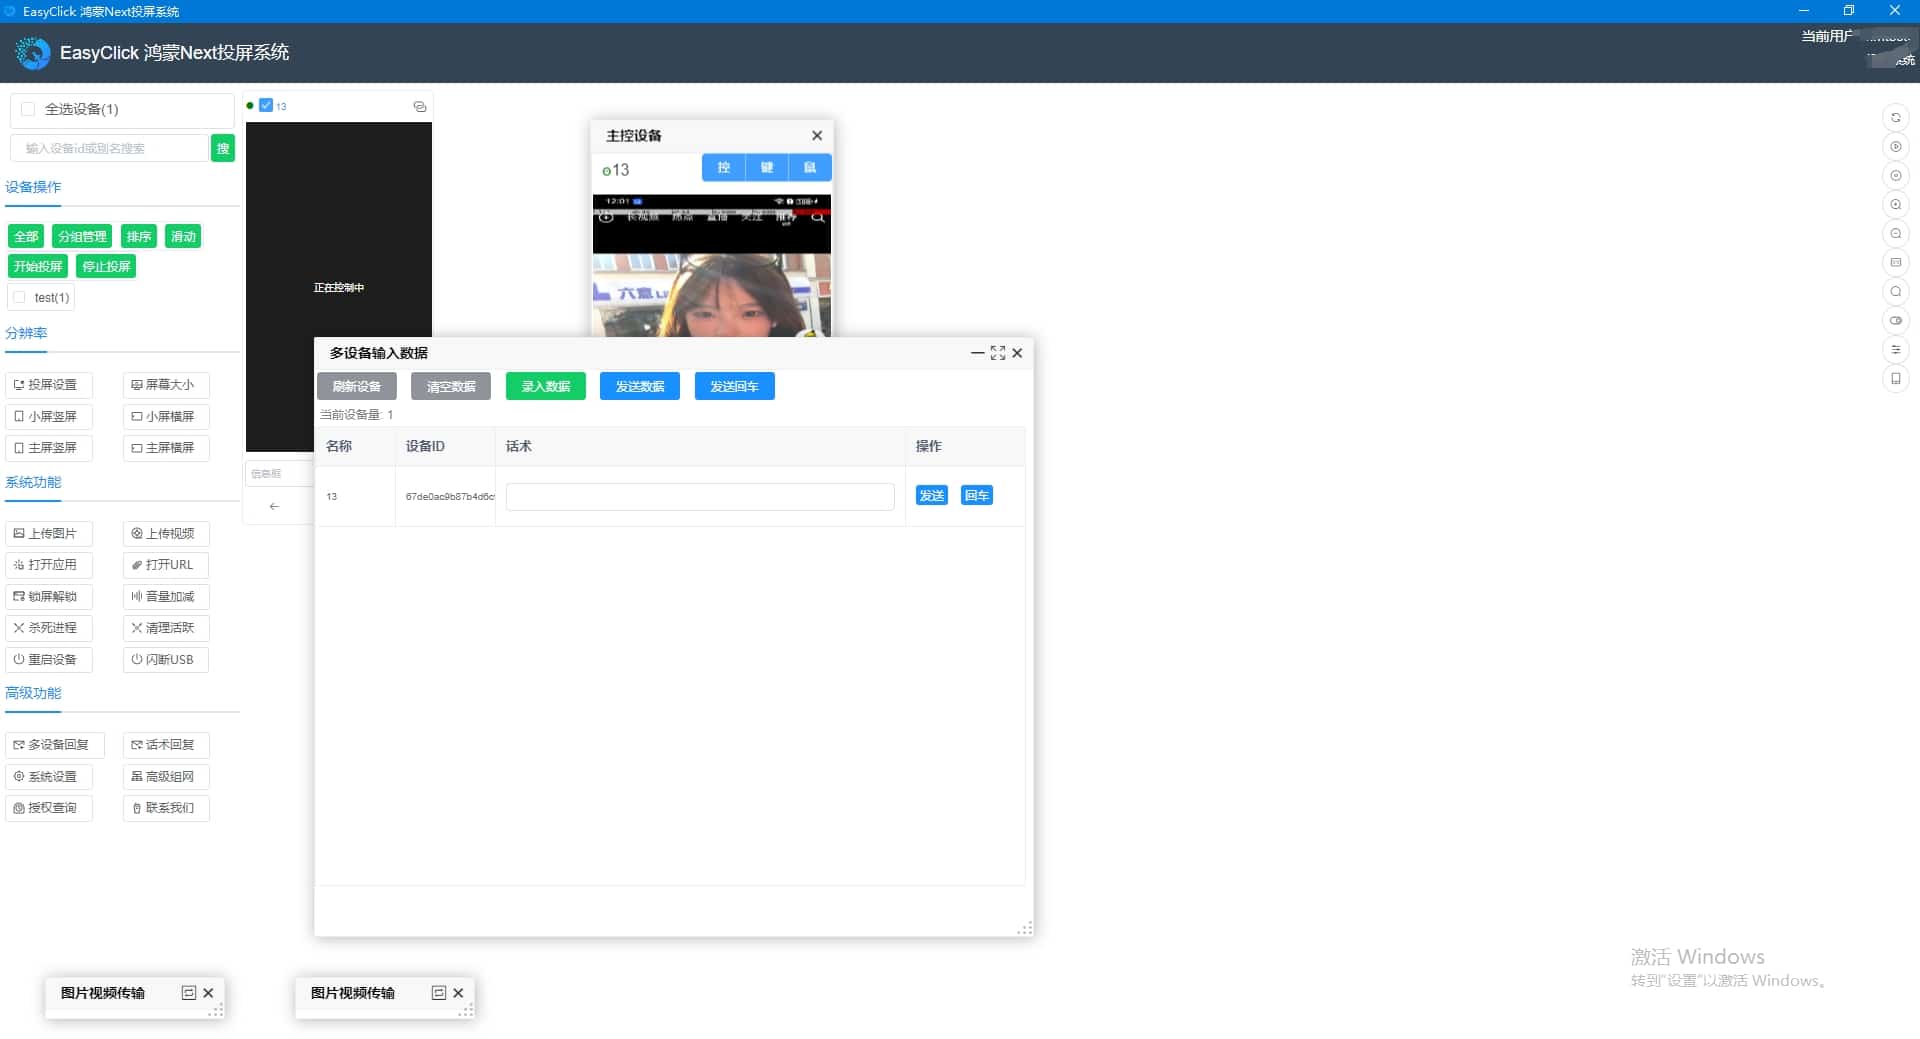 EasyClick 鸿蒙Next投屏系统
EasyClick 鸿蒙Next投屏系统
当前用户
系统
全选设备(1)
输入设备id或别名搜索
搜
设备操作
全部 分组管理 排序 滑动
开始投屏 停止投屏
test(1)
分辨率
投屏设置 屏幕大小
小屏竖屏 小屏横屏
主屏竖屏 主屏横屏
系统功能
上传图片 上传视频
打开应用 打开URL
锁屏解锁 音量加减
杀死进程 清理活跃
重启设备 闪断USB
高级功能
多设备回复 话术回复
系统设置 高级组网
授权查询 联系我们
13
正在控制中
信息框
主控设备
13
控 键 鼠
12:01
直播 关注 推荐
六意
多设备输入数据
刷新设备 清空数据 录入数据 发送数据 发送回车
当前设备量: 1
名称 设备ID 话术 操作
13 67de0ac9b87b4d6c 发送 回车
图片视频传输
图片视频传输
激活 Windows
转到"设置"以激活 Windows。